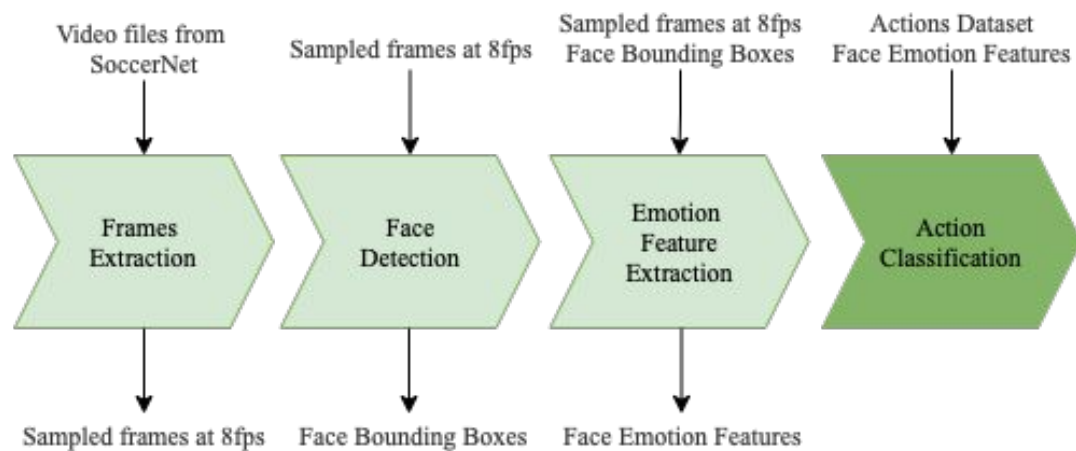 Video files from
SoccerNet
Sampled frames at 8fps
Sampled frames at 8fps
Face Bounding Boxes
Actions Dataset
Face Emotion Features
Frames
Extraction
Face
Detection
Emotion
Feature
Extraction
Action
Classification
Sampled frames at 8fps
Face Bounding Boxes
Face Emotion Features